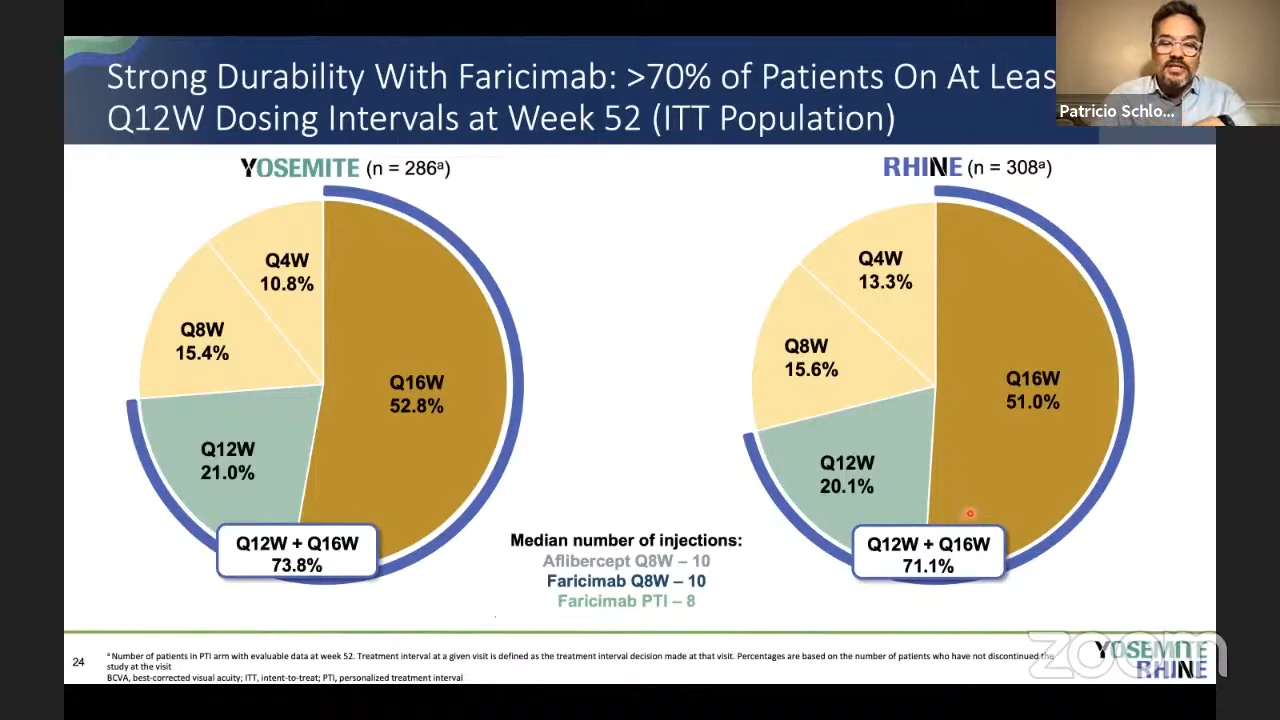 Strong Durability With Faricimab: >70% of Patients On At Leas
Q12W Dosing Intervals at Week 52 (ITT Population)
Patricio Schlo...
YOSEMITE (n = 286ᵃ)
RHINE (n = 308ᵃ)
Q4W
10.8%
Q8W
15.4%
Q16W
52.8%
Q12W
21.0%
Q12W + Q16W
73.8%
Q4W
13.3%
Q8W
15.6%
Q16W
51.0%
Q12W
20.1%
Q12W + Q16W
71.1%
Median number of injections:
Aflibercept Q8W – 10
Faricimab Q8W – 10
Faricimab PTI – 8
24
ᵃ Number of patients in PTI arm with evaluable data at week 52. Treatment interval at a given visit is defined as the treatment interval decision made at that visit. Percentages are based on the number of patients who have not discontinued the
study at the visit
BCVA, best-corrected visual acuity; ITT, intent-to-treat; PTI, personalized treatment interval
zoom
YOSEMITE
RHINE